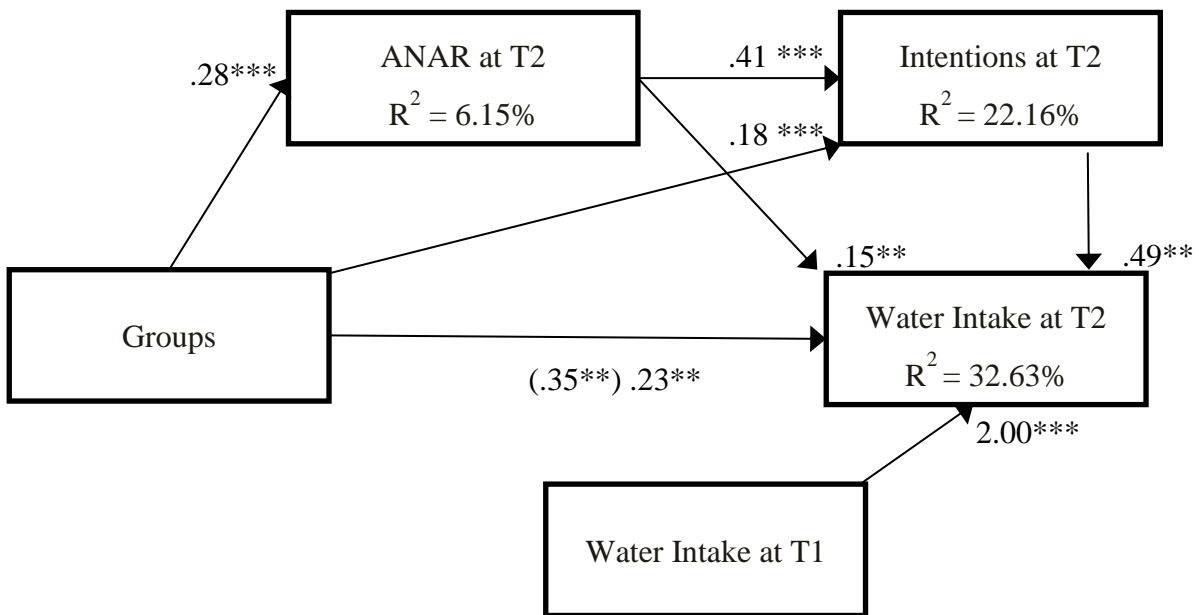 ANAR at T2
R² = 6.15%
Intentions at T2
R² = 22.16%
.28***
.41 ***
.18 ***
.15**
.49**
Groups
Water Intake at T2
R² = 32.63%
(.35**) .23**
2.00***
Water Intake at T1